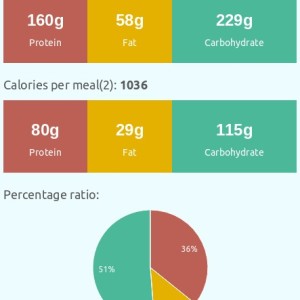 160g 58g 229g
Protein Fat Carbohydrate
Calories per meal(2): 1036
80g 29g 115g
Protein Fat Carbohydrate
Percentage ratio:
36%
51%